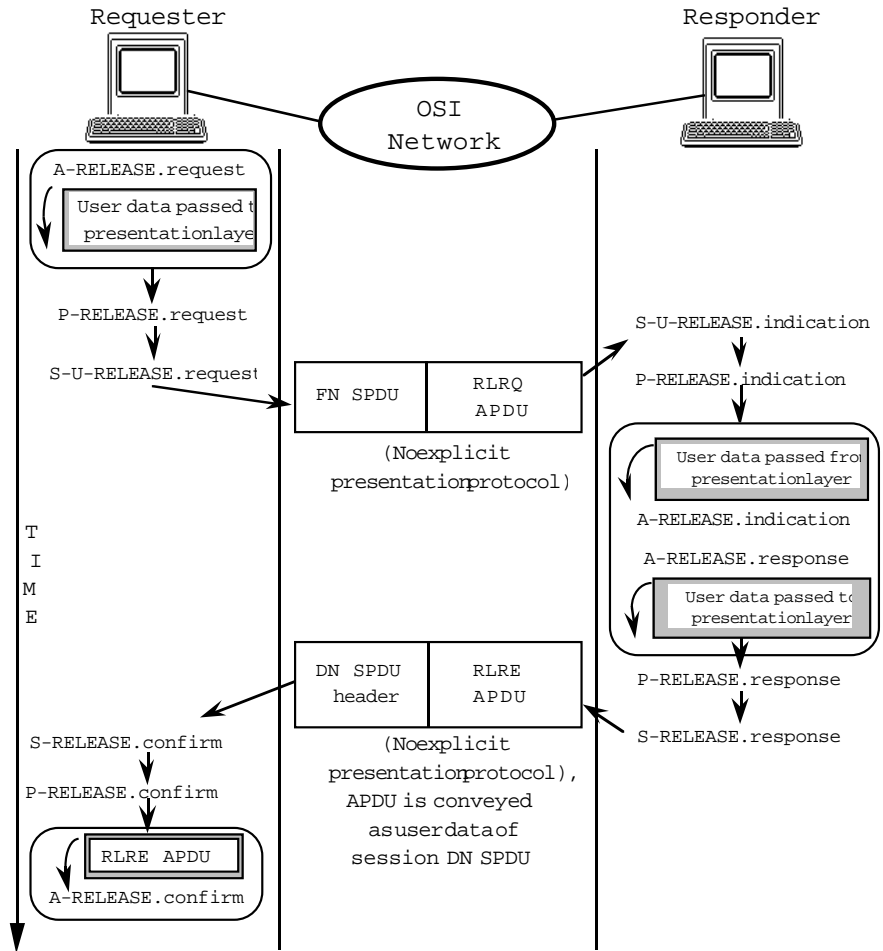 Requester
Responder
OSI
Network
A-RELEASE.request
User data passed t
presentationlaye
P-RELEASE.request
S-U-RELEASE.request
FN SPDU
RLRQ
APDU
(Noexplicit
presentationprotocol)
S-U-RELEASE.indication
P-RELEASE.indication
User data passed fro
presentationlayer
A-RELEASE.indication
A-RELEASE.response
User data passed to
presentationlayer
P-RELEASE.response
S-RELEASE.response
T
I
M
E
DN SPDU
header
RLRE
APDU
(Noexplicit
presentationprotocol),
APDU is conveyed
asuserdataof
session DN SPDU
S-RELEASE.confirm
P-RELEASE.confirm
RLRE APDU
A-RELEASE.confirm